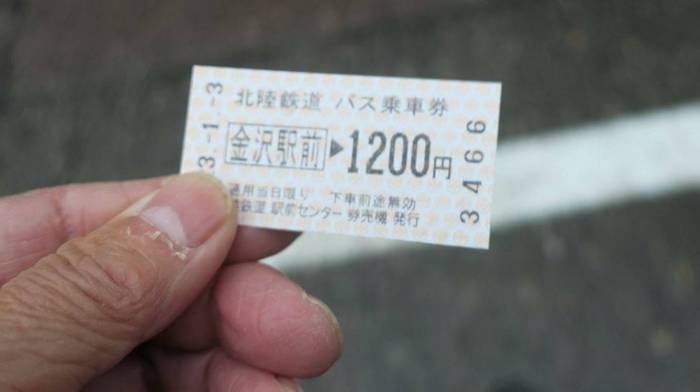 北陸鉄道 バス乗車券
金沢駅前▶1200円
通用当日限り 下車前途無効
鉄道 駅前センター 券売機 発行
3-1-3
3466